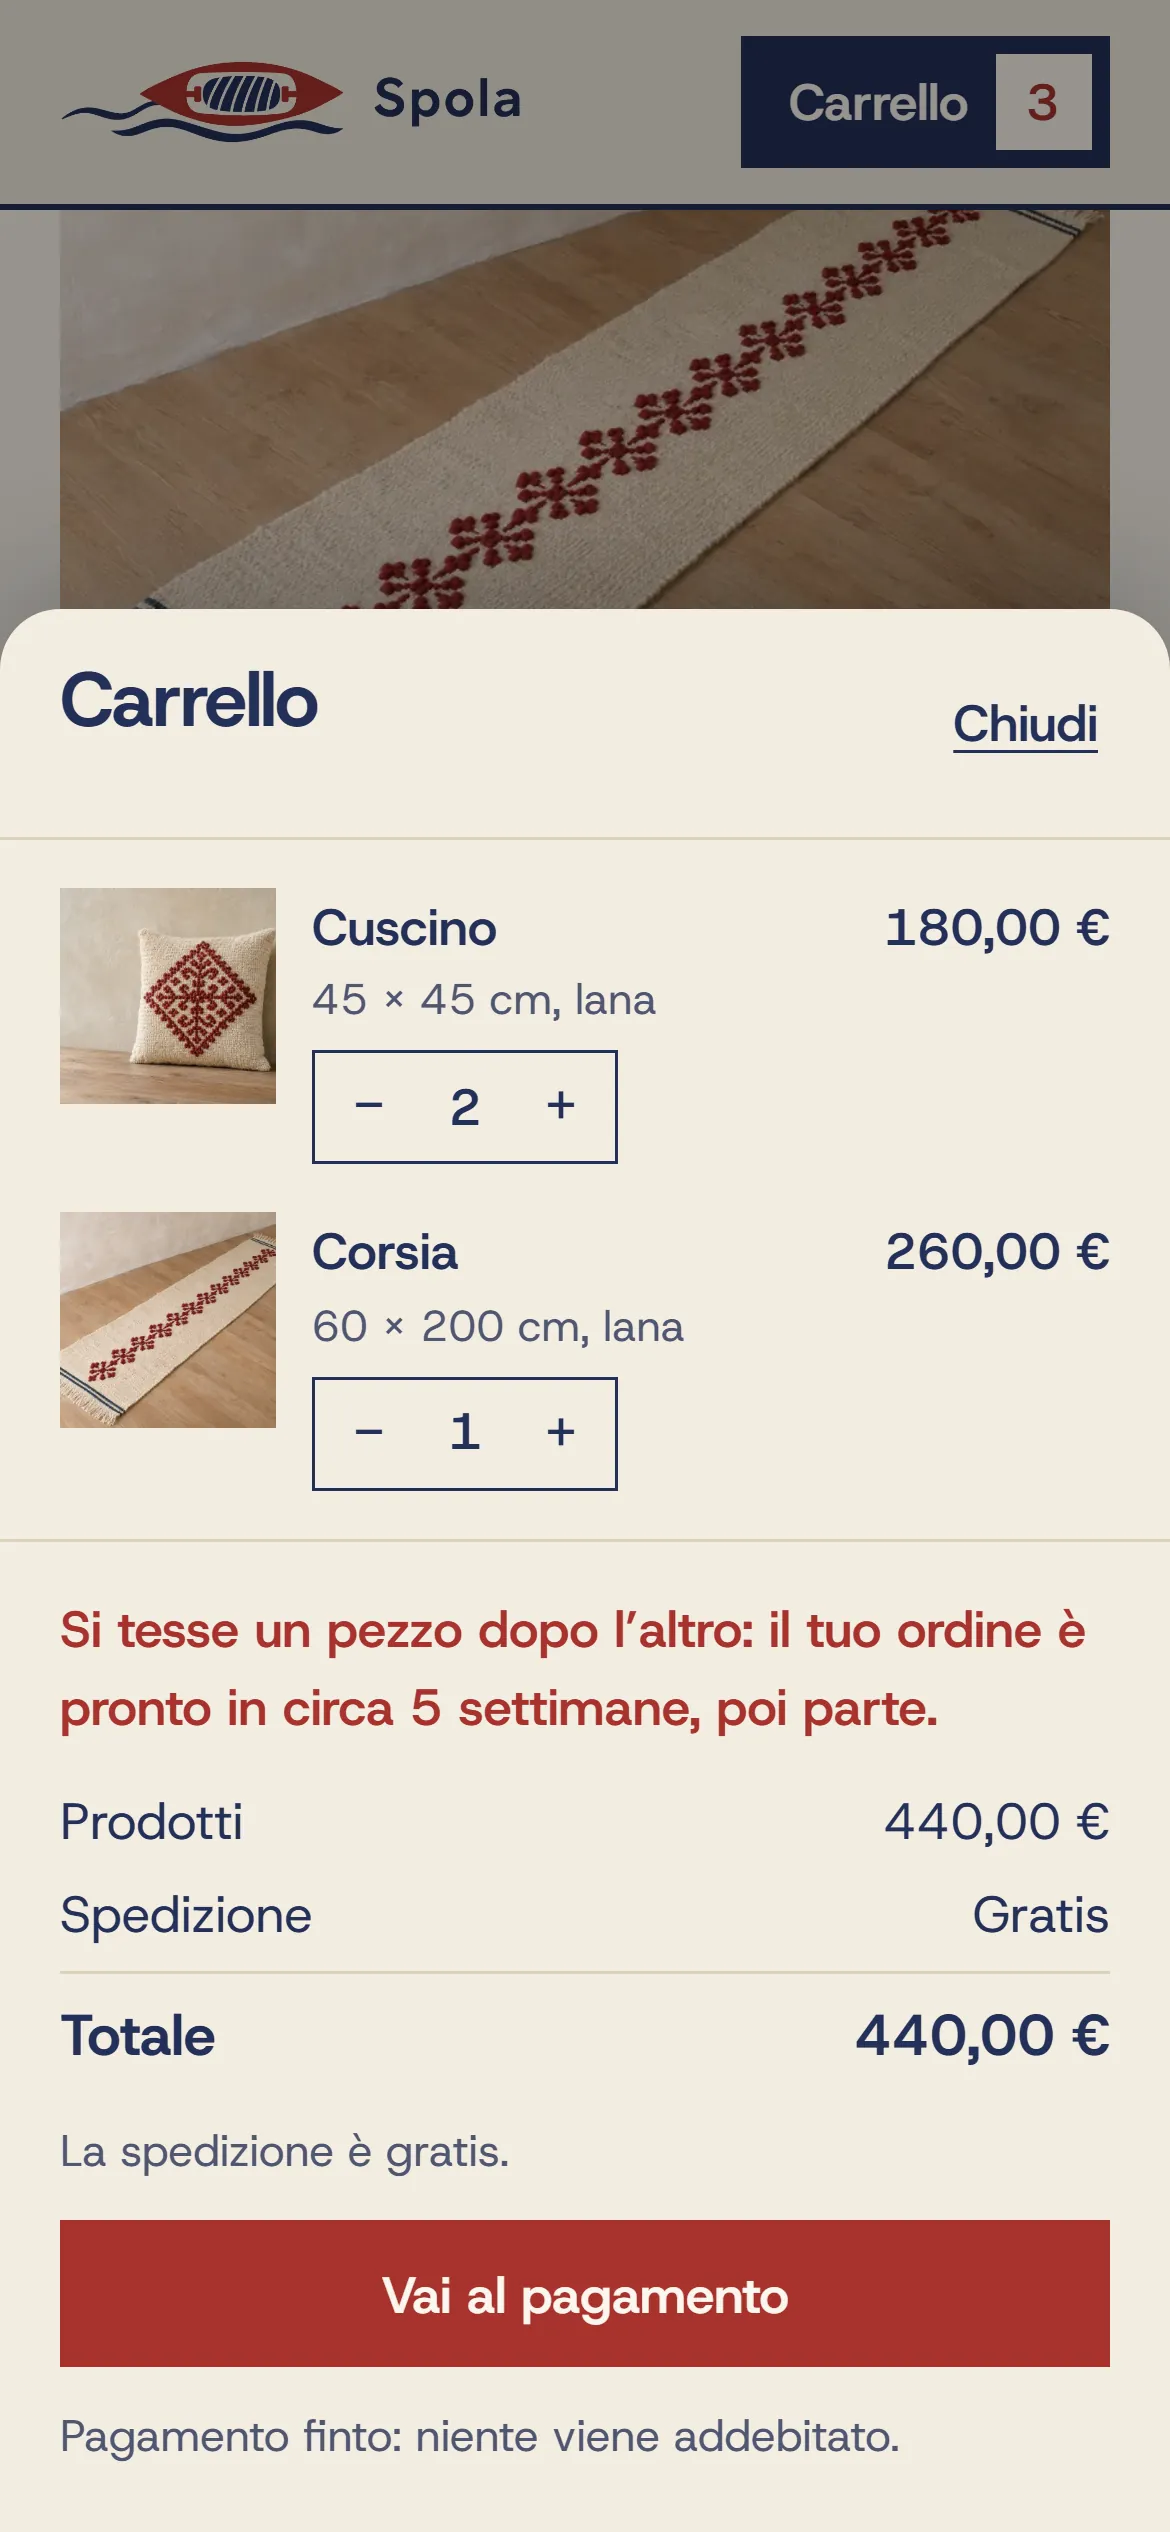 Spola
Carrello 3
Carrello
Chiudi
Cuscino 180,00 €
45 × 45 cm, lana
− 2 +
Corsia 260,00 €
60 × 200 cm, lana
− 1 +
Si tesse un pezzo dopo l’altro: il tuo ordine è
pronto in circa 5 settimane, poi parte.
Prodotti 440,00 €
Spedizione Gratis
Totale 440,00 €
La spedizione è gratis.
Vai al pagamento
Pagamento finto: niente viene addebitato.